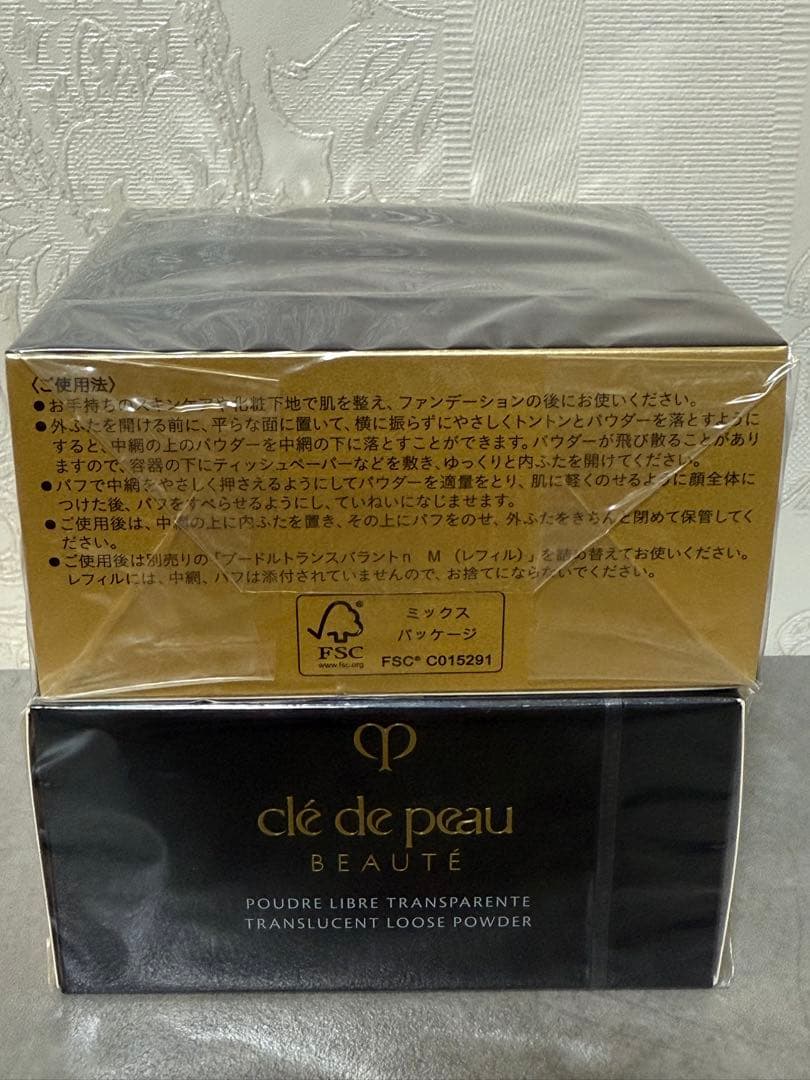 〈ご使用法〉
●お手持ちのスキンケアや化粧下地で肌を整え、ファンデーションの後にお使いください。
●外ふたを開ける前に、平らな面に置いて、横に振らずにやさしくトントンとパウダーを落とすように
すると、中網の上のパウダーを中網の下に落とすことができます。パウダーが飛び散ることがあり
ますので、容器の下にティッシュペーパーなどを敷き、ゆっくりと内ふたを開けてください。
●パフで中網をやさしく押さえるようにしてパウダーを適量をとり、肌に軽くのせるように顔全体に
つけた後、パフをすべらせるようにし、ていねいになじませます。
●ご使用後は、中網の上に内ふたを置き、その上にパフをのせ、外ふたをきちんと閉めて保管してく
ださい。
●ご使用後は別売りの「プードルトランスパラントn M （レフィル）」を詰め替えてお使いください。
レフィルには、中網、パフは添付されていませんので、お捨てにならないでください。
FSC
www.fsc.org
ミックス
パッケージ
FSC® C015291
clé de peau
BEAUTÉ
POUDRE LIBRE TRANSPARENTE
TRANSLUCENT LOOSE POWDER